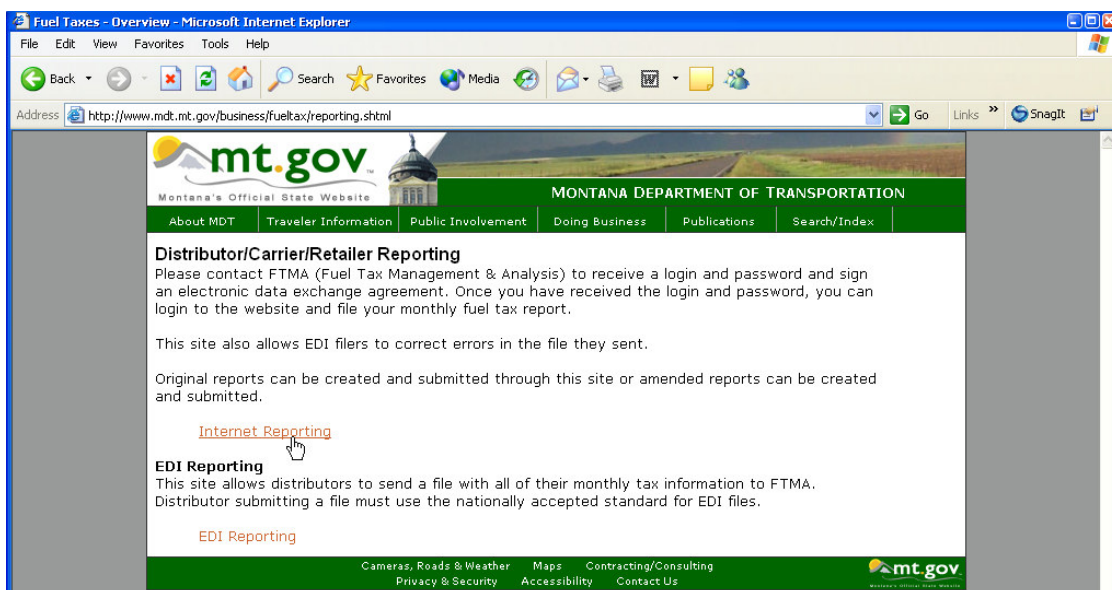 Fuel Taxes - Overview - Microsoft Internet Explorer
File Edit View Favorites Tools Help
Back Search Favorites Media
Address http://www.mdt.mt.gov/business/fueltax/reporting.shtml Go Links » SnagIt
mt.gov
Montana's Official State Website
MONTANA DEPARTMENT OF TRANSPORTATION
About MDT Traveler Information Public Involvement Doing Business Publications Search/Index
Distributor/Carrier/Retailer Reporting
Please contact FTMA (Fuel Tax Management & Analysis) to receive a login and password and sign
an electronic data exchange agreement. Once you have received the login and password, you can
login to the website and file your monthly fuel tax report.
This site also allows EDI filers to correct errors in the file they sent.
Original reports can be created and submitted through this site or amended reports can be created
and submitted.
Internet Reporting
EDI Reporting
This site allows distributors to send a file with all of their monthly tax information to FTMA.
Distributor submitting a file must use the nationally accepted standard for EDI files.
EDI Reporting
Cameras, Roads & Weather Maps Contracting/Consulting
Privacy & Security Accessibility Contact Us
mt.gov
Montana's Official State Website